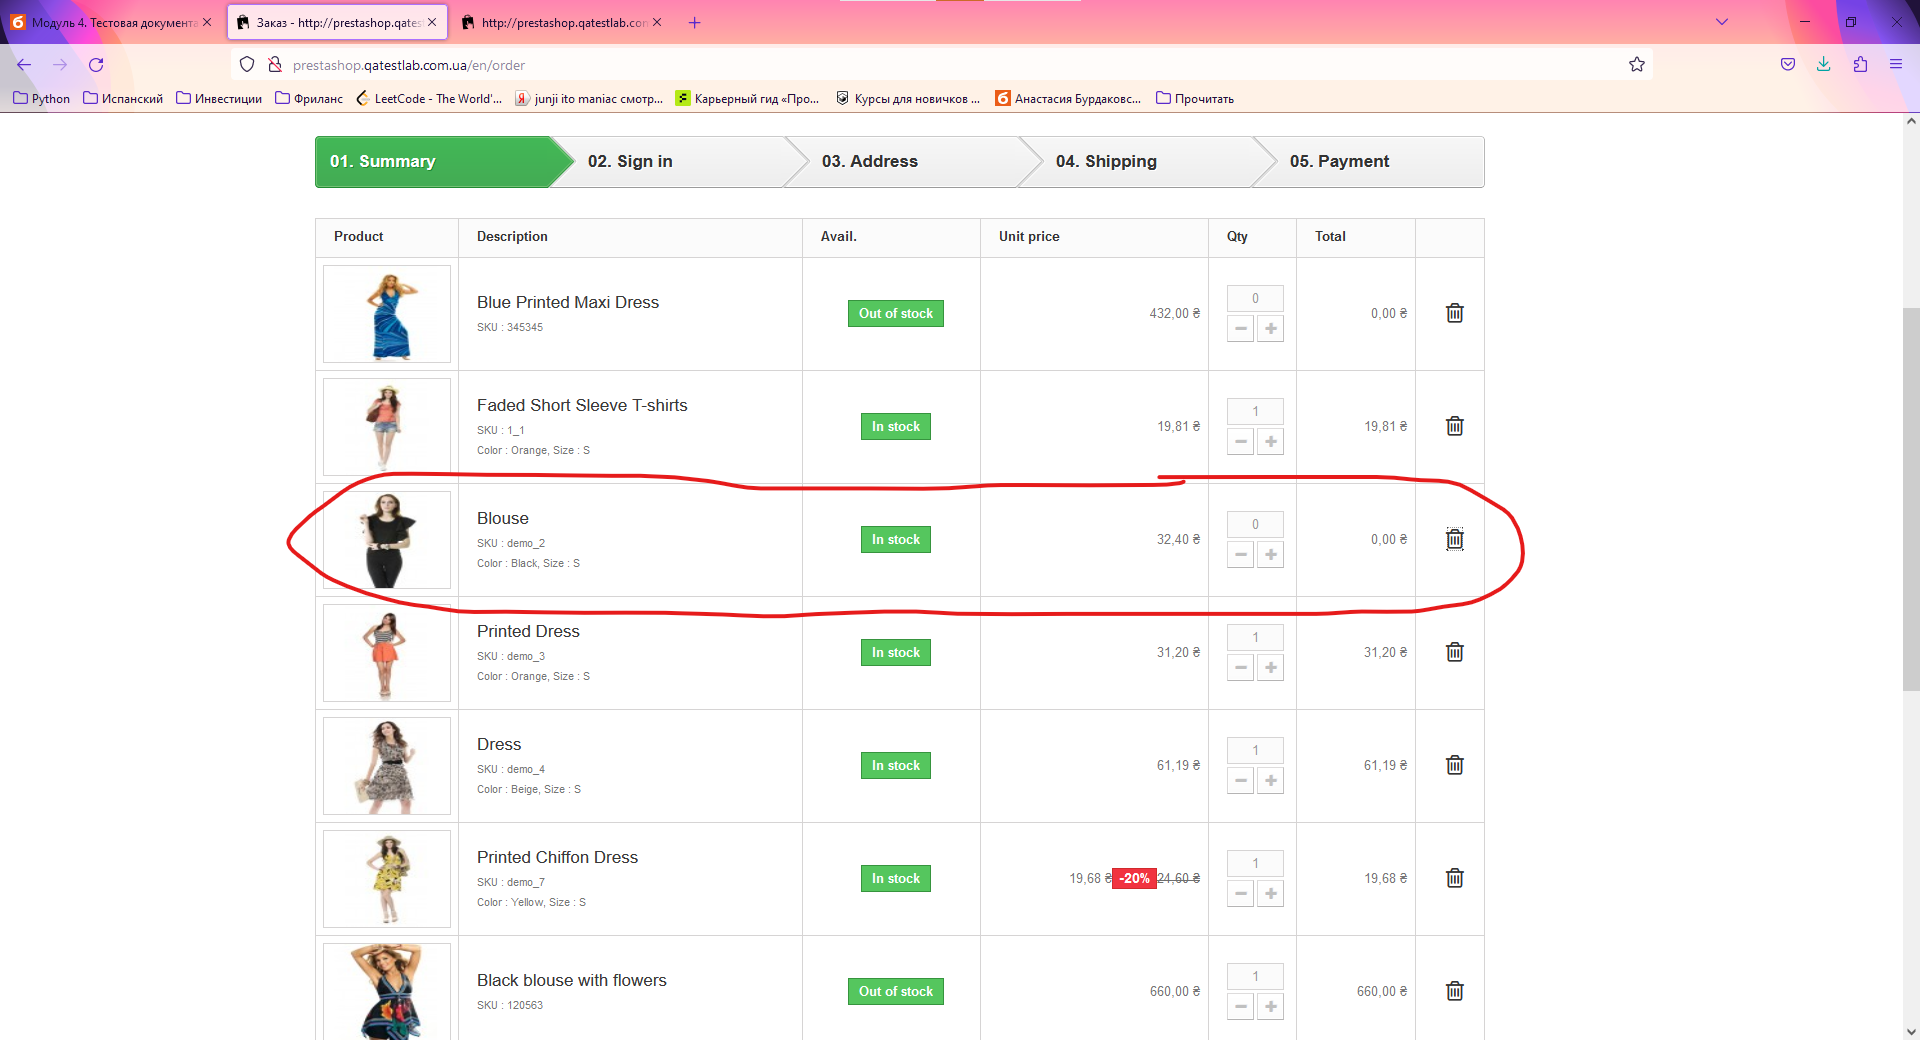 Модуль 4. Тестовая документа
Заказ - http://prestashop.qatest
http://prestashop.qatestlab.com
prestashop.qatestlab.com.ua/en/order
Python
Испанский
Инвестиции
Фриланс
LeetCode - The World'...
junji ito maniac смотр...
Карьерный гид «Про...
Курсы для новичков ...
Анастасия Бурдаковс...
Прочитать
01. Summary
02. Sign in
03. Address
04. Shipping
05. Payment
Product Description Avail. Unit price Qty Total
Blue Printed Maxi Dress
SKU : 345345
Out of stock
432,00 ₴
0
0,00 ₴
Faded Short Sleeve T-shirts
SKU : 1_1
Color : Orange, Size : S
In stock
19,81 ₴
1
19,81 ₴
Blouse
SKU : demo_2
Color : Black, Size : S
In stock
32,40 ₴
0
0,00 ₴
Printed Dress
SKU : demo_3
Color : Orange, Size : S
In stock
31,20 ₴
1
31,20 ₴
Dress
SKU : demo_4
Color : Beige, Size : S
In stock
61,19 ₴
1
61,19 ₴
Printed Chiffon Dress
SKU : demo_7
Color : Yellow, Size : S
In stock
19,68 ₴ -20% 24,60 ₴
1
19,68 ₴
Black blouse with flowers
SKU : 120563
Out of stock
660,00 ₴
1
660,00 ₴